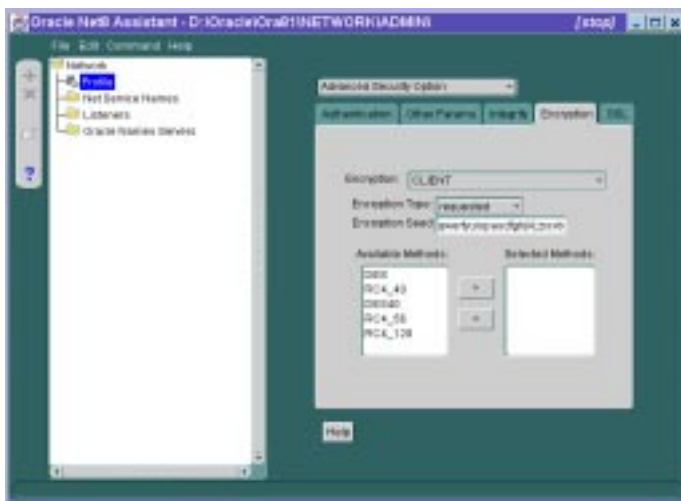 Oracle Net8 Assistant - D:\Oracle\Ora81\NETWORK\ADMIN\ [stop]
File Edit Command Help
Network
Profile
Net Service Names
Listeners
Oracle Names Servers
Advanced Security Option
Authentication Other Params Integrity Encryption SSL
Encryption: CLIENT
Encryption Type: requested
Encryption Seed:
Available Methods: Selected Methods:
DES
RC4_40
DES40
RC4_56
RC4_128
>
<
Help
?